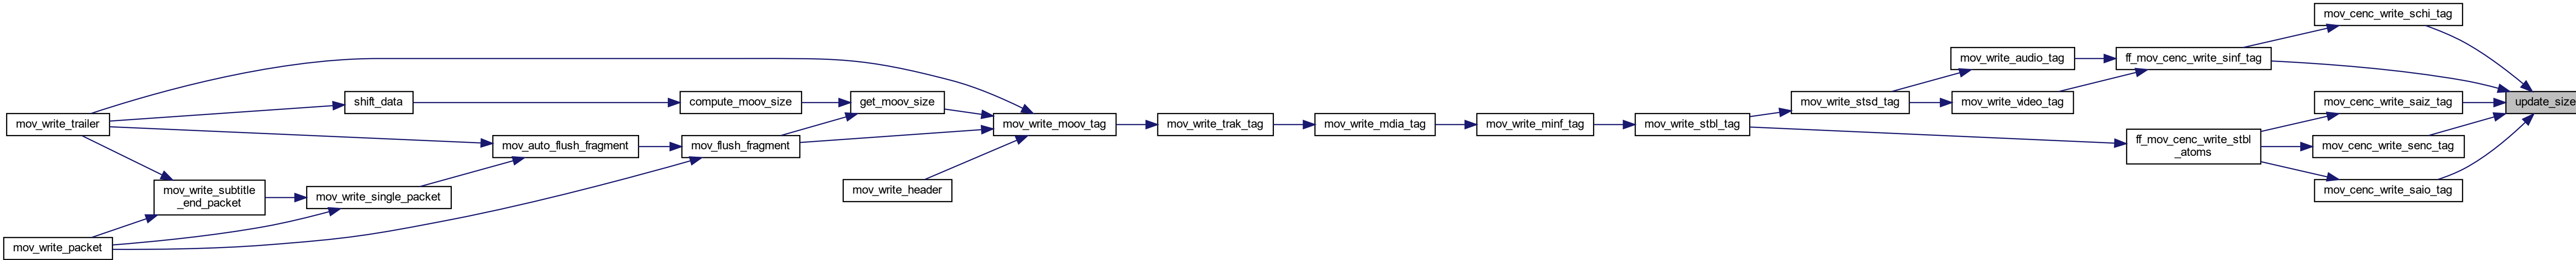 mov_write_trailer
mov_write_packet
mov_write_subtitle
_end_packet
shift_data
mov_write_single_packet
mov_auto_flush_fragment
compute_moov_size
mov_flush_fragment
get_moov_size
mov_write_header
mov_write_moov_tag
mov_write_trak_tag
mov_write_mdia_tag
mov_write_minf_tag
mov_write_stbl_tag
mov_write_stsd_tag
mov_write_audio_tag
mov_write_video_tag
ff_mov_cenc_write_sinf_tag
ff_mov_cenc_write_stbl
_atoms
mov_cenc_write_schi_tag
mov_cenc_write_saiz_tag
mov_cenc_write_senc_tag
mov_cenc_write_saio_tag
update_size